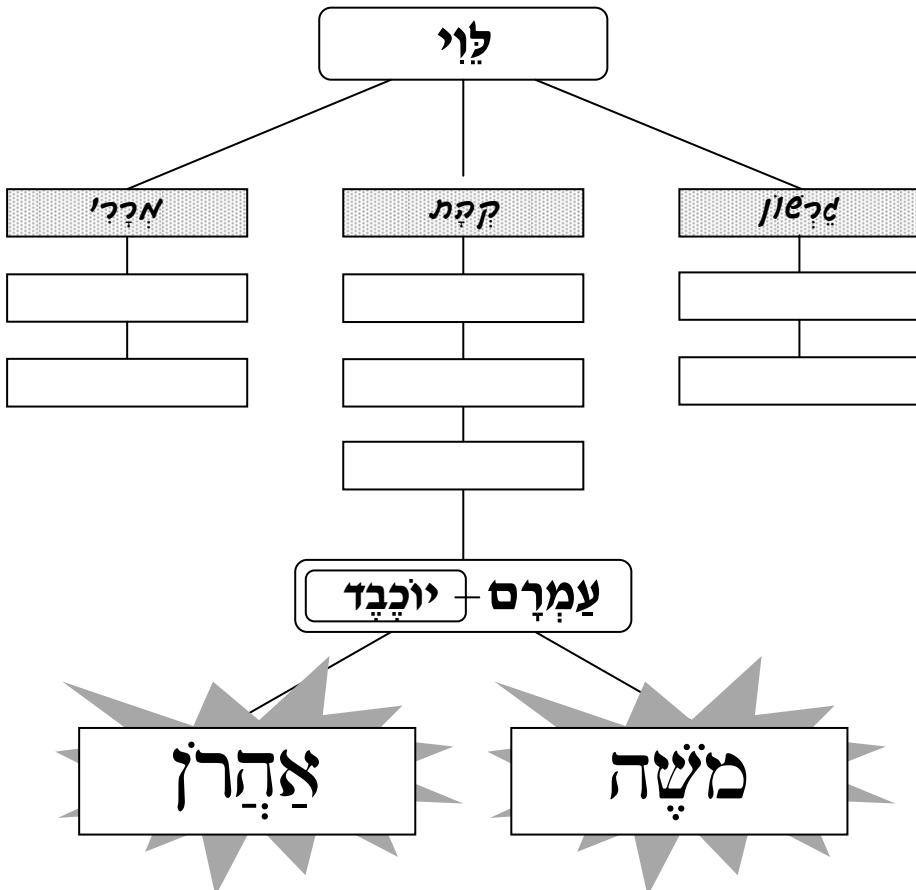 לֵוִי
גֵרְשׁוֹן
קְהָת
מְרָרִי
עַמְרָם – יוֹכֶבֶד
מֹשֶׁה
אַהֲרֹן